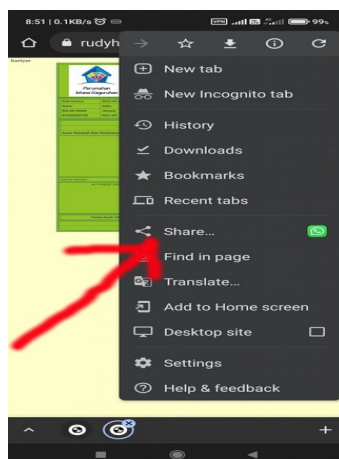 8:51 | 0.1KB/s
99%
rudyh
New tab
New Incognito tab
History
Downloads
Bookmarks
Recent tabs
Share...
Find in page
Translate...
Add to Home screen
Desktop site
Settings
Help & feedback
Perumahan